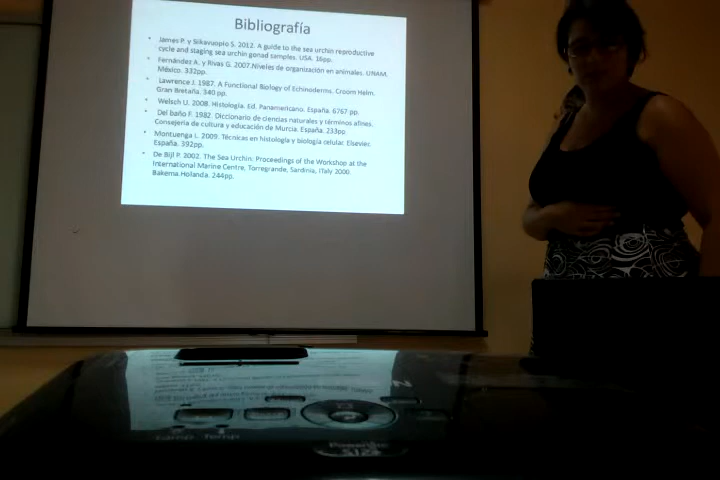 Bibliografía
• James P. y Siikavuopio S. 2012. A guide to the sea urchin reproductive
cycle and staging sea urchin gonad samples. USA. 16pp.
• Fernández A. y Rivas G. 2007.Niveles de organización en animales. UNAM.
México. 332pp.
• Lawrence J. 1987. A Functional Biology of Echinoderms. Croom Helm.
Gran Bretaña. 340 pp.
• Welsch U. 2008. Histología. Ed. Panamericano. España. 6767 pp.
• Del baño F. 1982. Diccionario de ciencias naturales y términos afines.
Consejería de cultura y educación de Murcia. España. 233pp.
• Montuenga L. 2009. Técnicas en histología y biología celular. Elsevier.
España. 392pp.
• De Bijl P. 2002. The Sea Urchin. Proceedings of the Workshop at the
International Marine Centre, Torregrande, Sardinia, ITaly 2000.
Bakema.Holanda. 244pp.
Lamp Temp